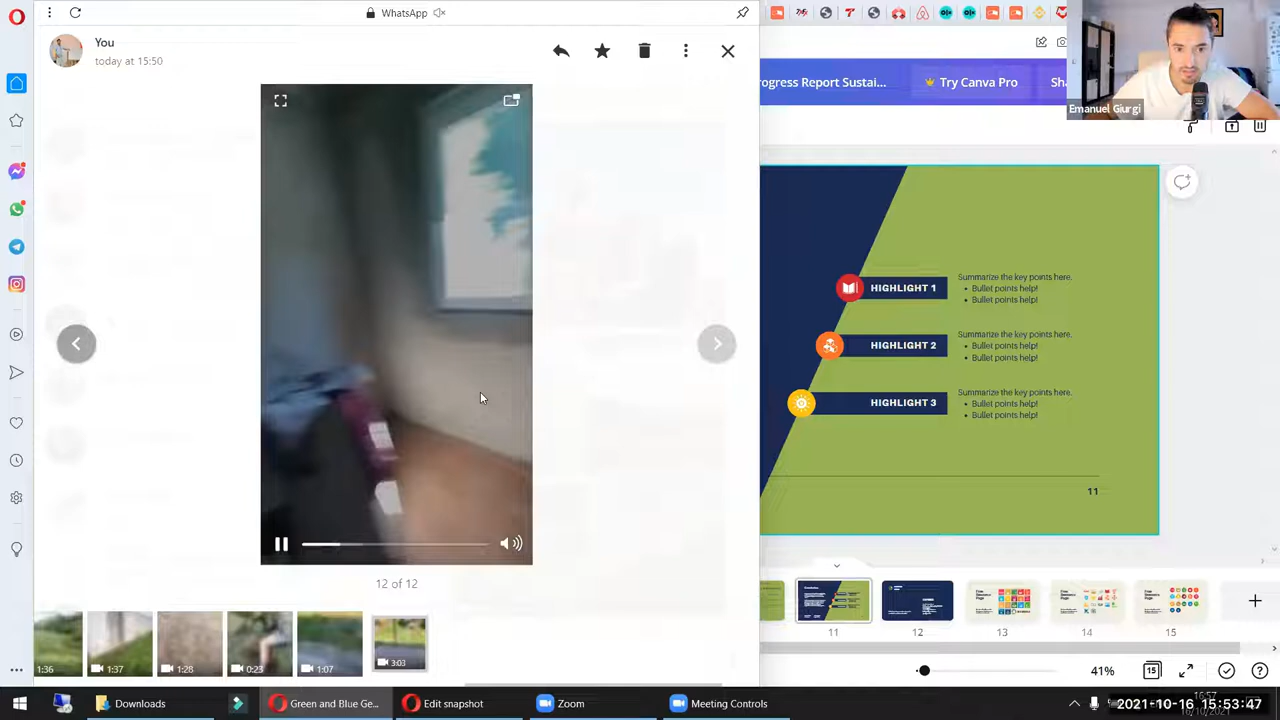 WhatsApp
You
today at 15:50
rogress Report Sustai...
Try Canva Pro
Sha
Emanuel Giurgi
HIGHLIGHT 1
Summarize the key points here.
• Bullet points help!
• Bullet points help!
HIGHLIGHT 2
Summarize the key points here.
• Bullet points help!
• Bullet points help!
HIGHLIGHT 3
Summarize the key points here.
• Bullet points help!
• Bullet points help!
11
12 of 12
1:36
1:37
1:28
0:23
1:07
3:03
11
12
13
14
15
41%
15
Downloads
Green and Blue Ge...
Edit snapshot
Zoom
Meeting Controls
16:57
2021-10-16 15:53:47